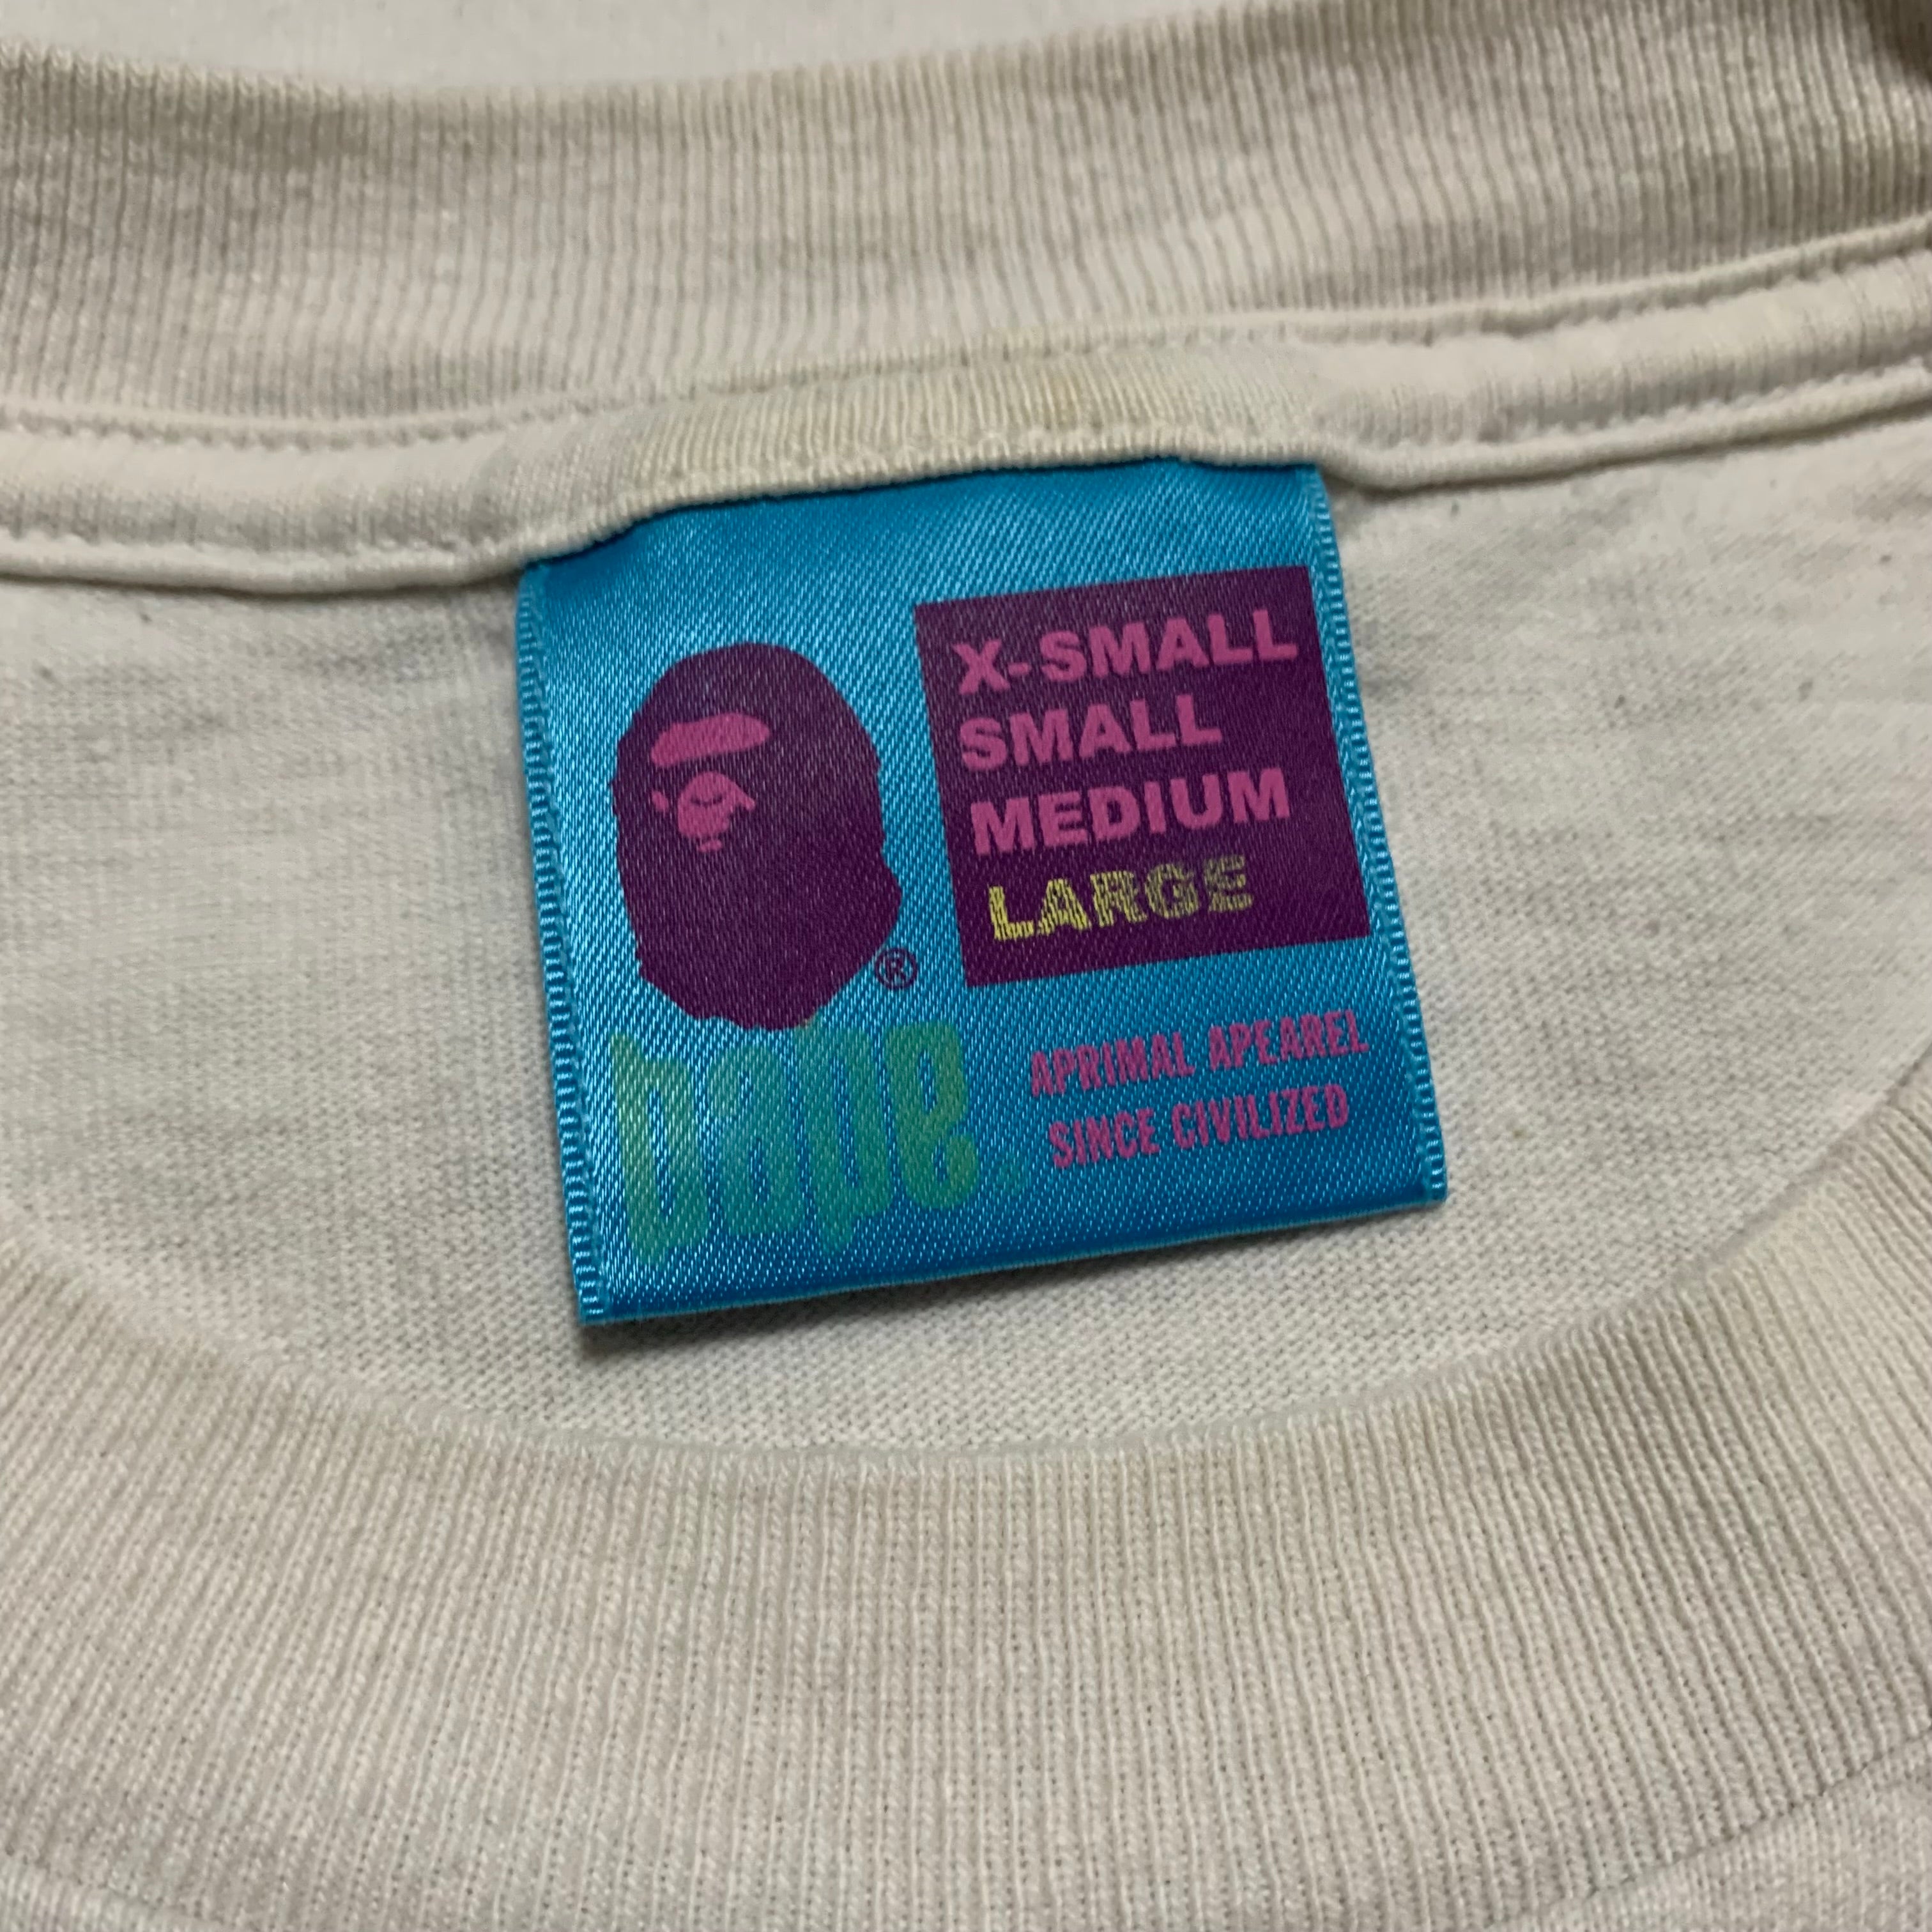 X-SMALL
SMALL
MEDIUM
LARGE
®
bape
APRIMAL APEAREL
SINCE CIVILIZED